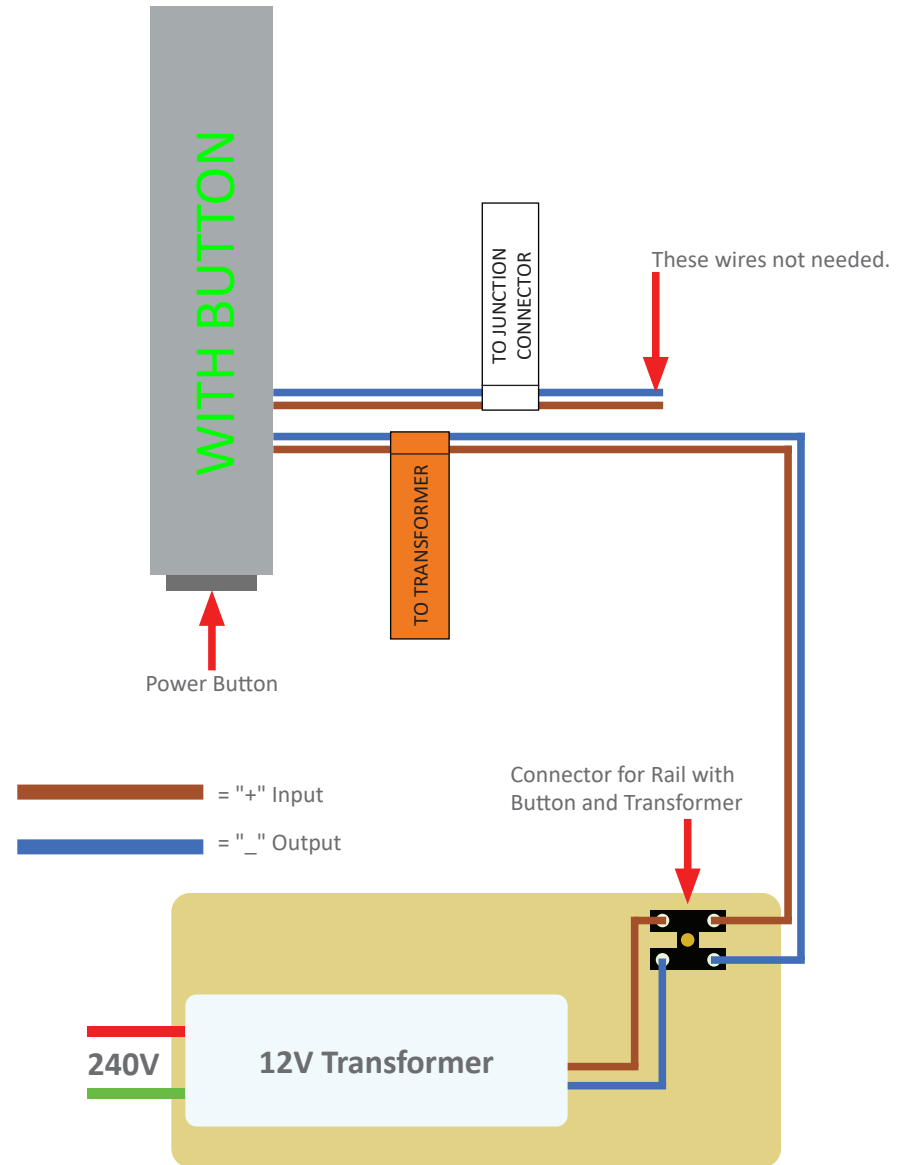 WITH BUTTON
TO JUNCTION
CONNECTOR
These wires not needed.
TO TRANSFORMER
Power Button
= "+" Input
= "_" Output
Connector for Rail with
Button and Transformer
240V
12V Transformer